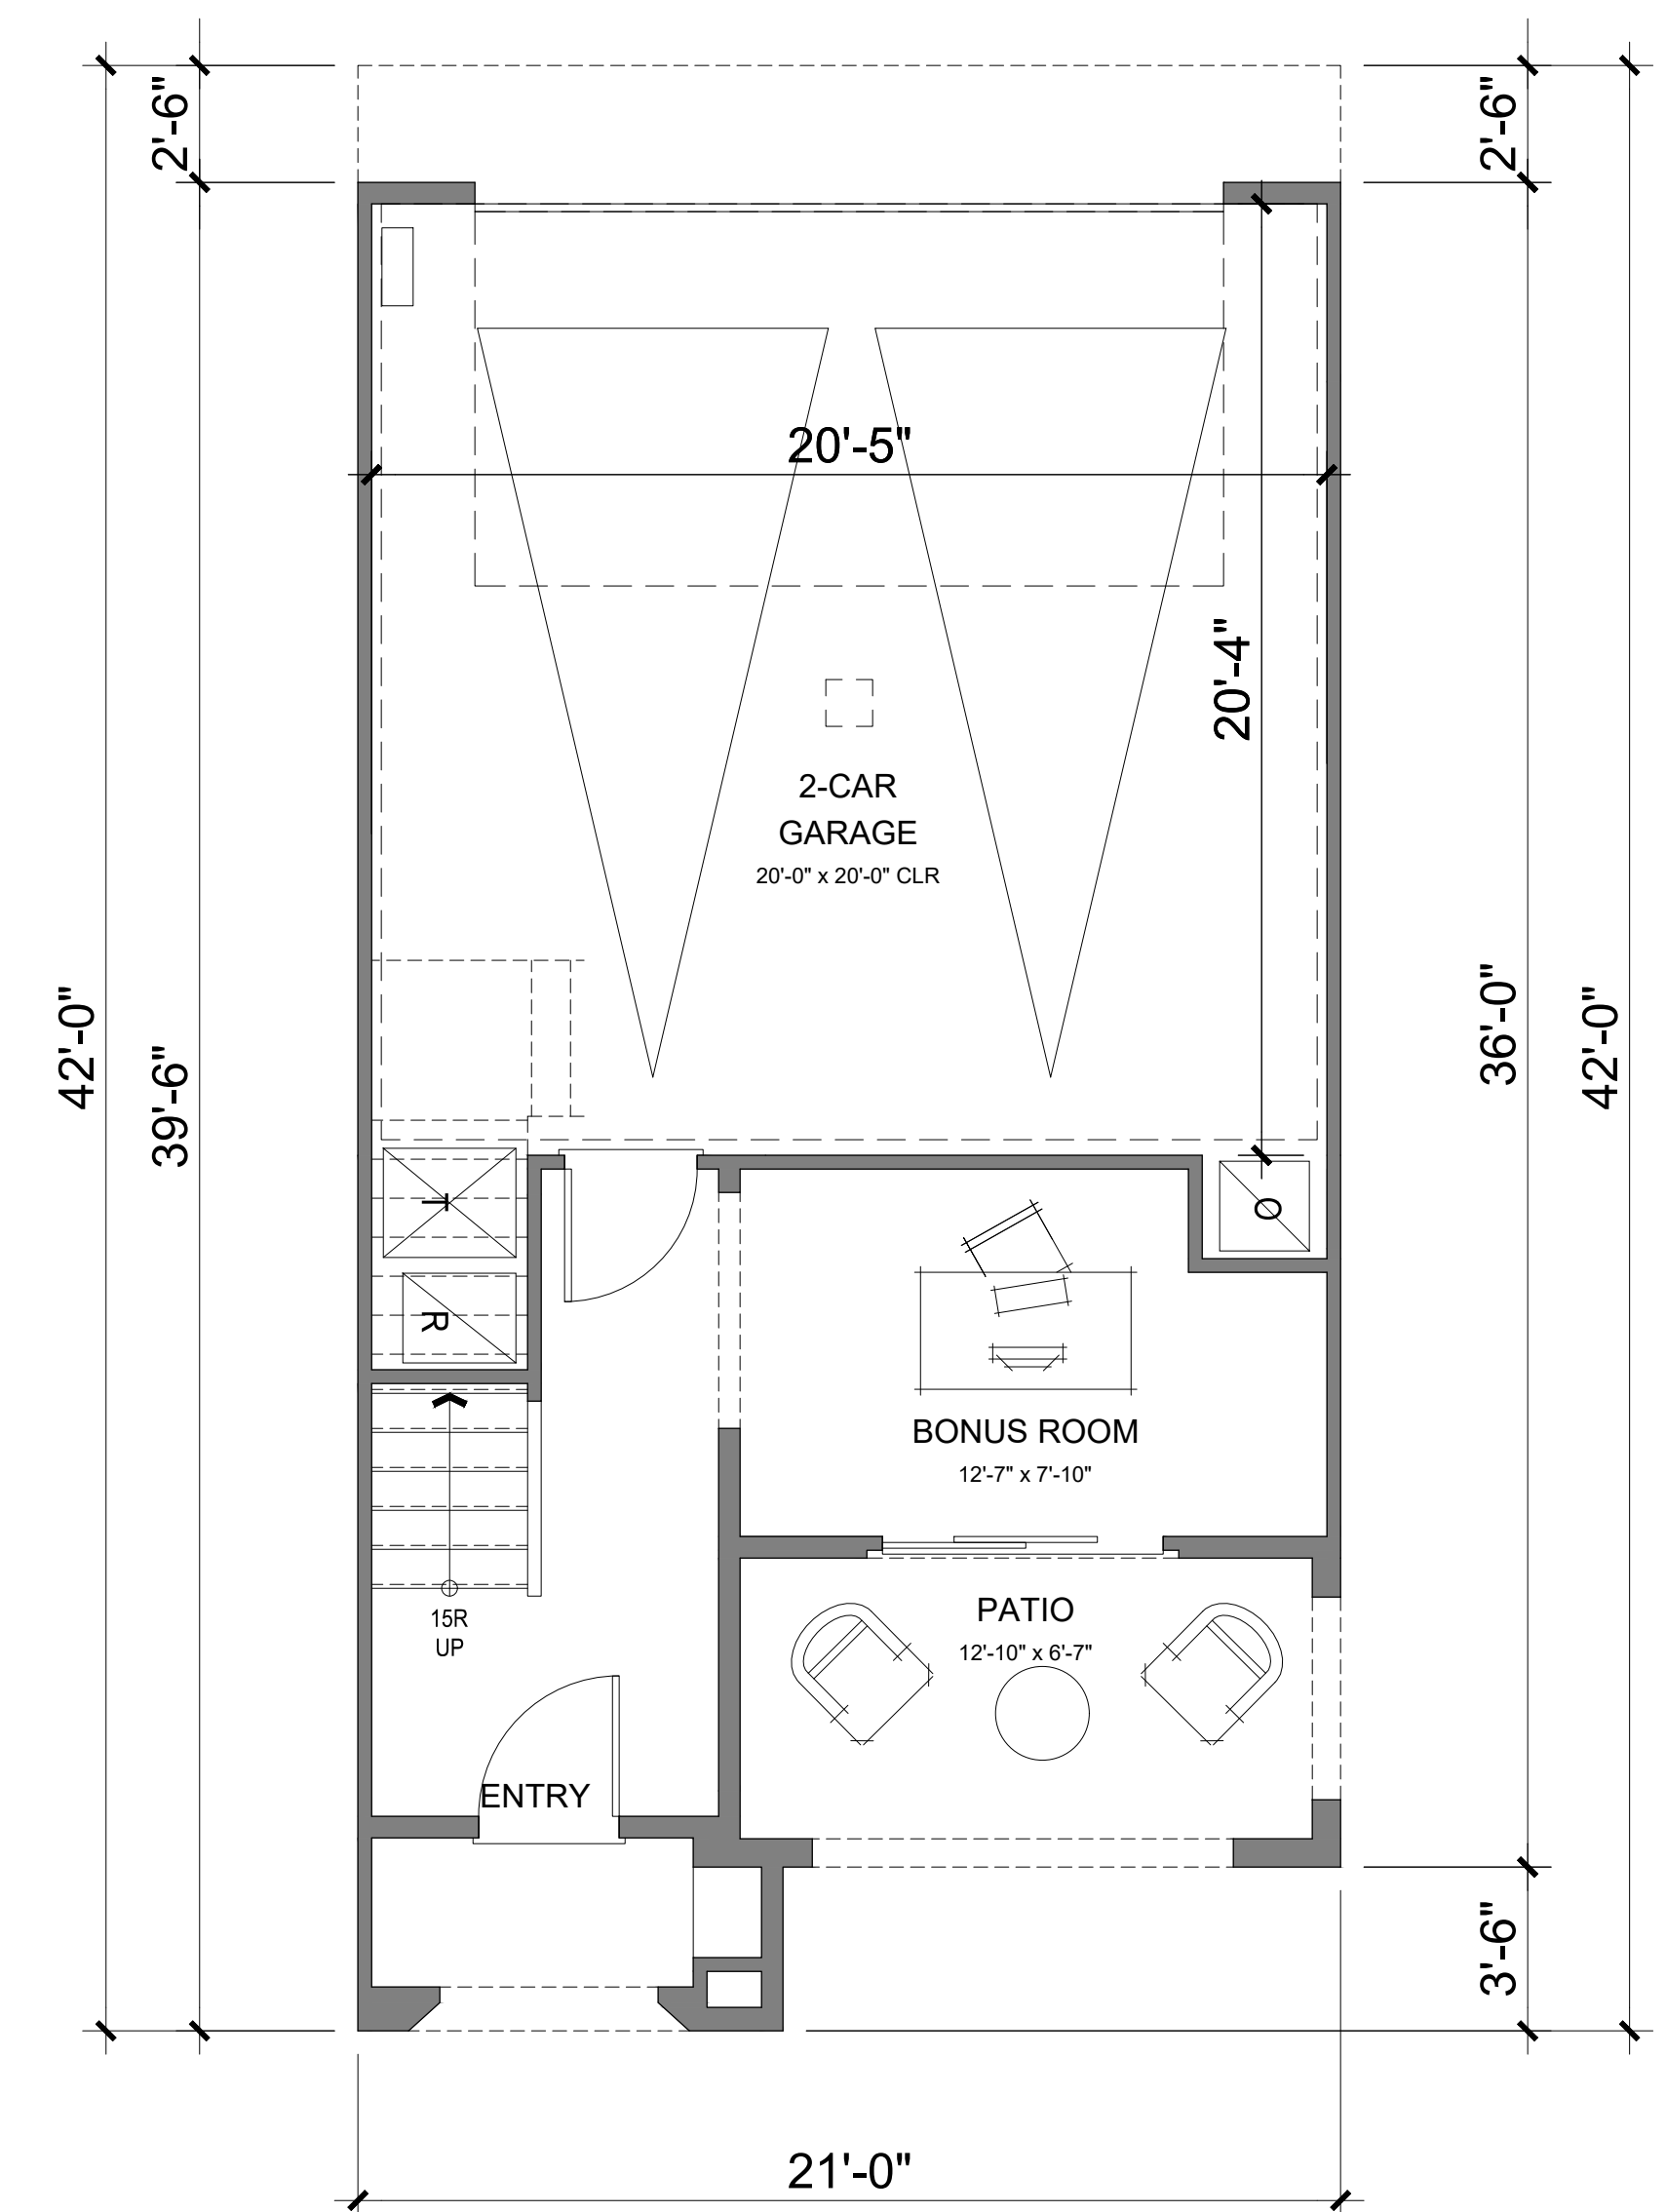 2'-6"
2'-6"
20'-5"
20'-4"
2-CAR
GARAGE
20'-0" x 20'-0" CLR
42'-0"
39'-6"
36'-0"
42'-0"
T
O
R
BONUS ROOM
12'-7" x 7'-10"
15R
UP
PATIO
12'-10" x 6'-7"
ENTRY
3'-6"
21'-0"